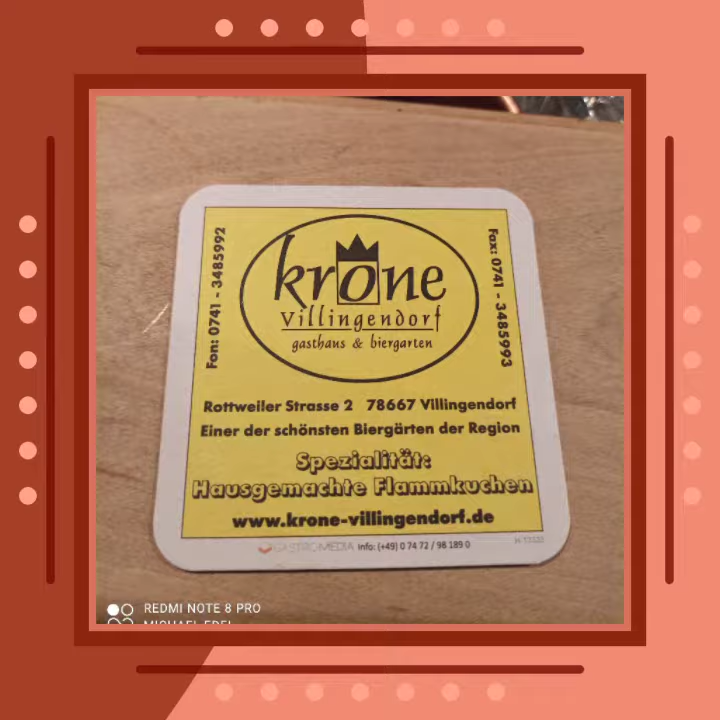 krone
Villingendorf
gasthaus & biergarten
Fon: 0741 - 3485992
Fax: 0741 - 3485993
Rottweiler Strasse 2 78667 Villingendorf
Einer der schönsten Biergärten der Region
Spezialität:
Hausgemachte Flammkuchen
www.krone-villingendorf.de
GASTROMEDIA Info: (+49) 0 74 72 / 98 189 0
REDMI NOTE 8 PRO